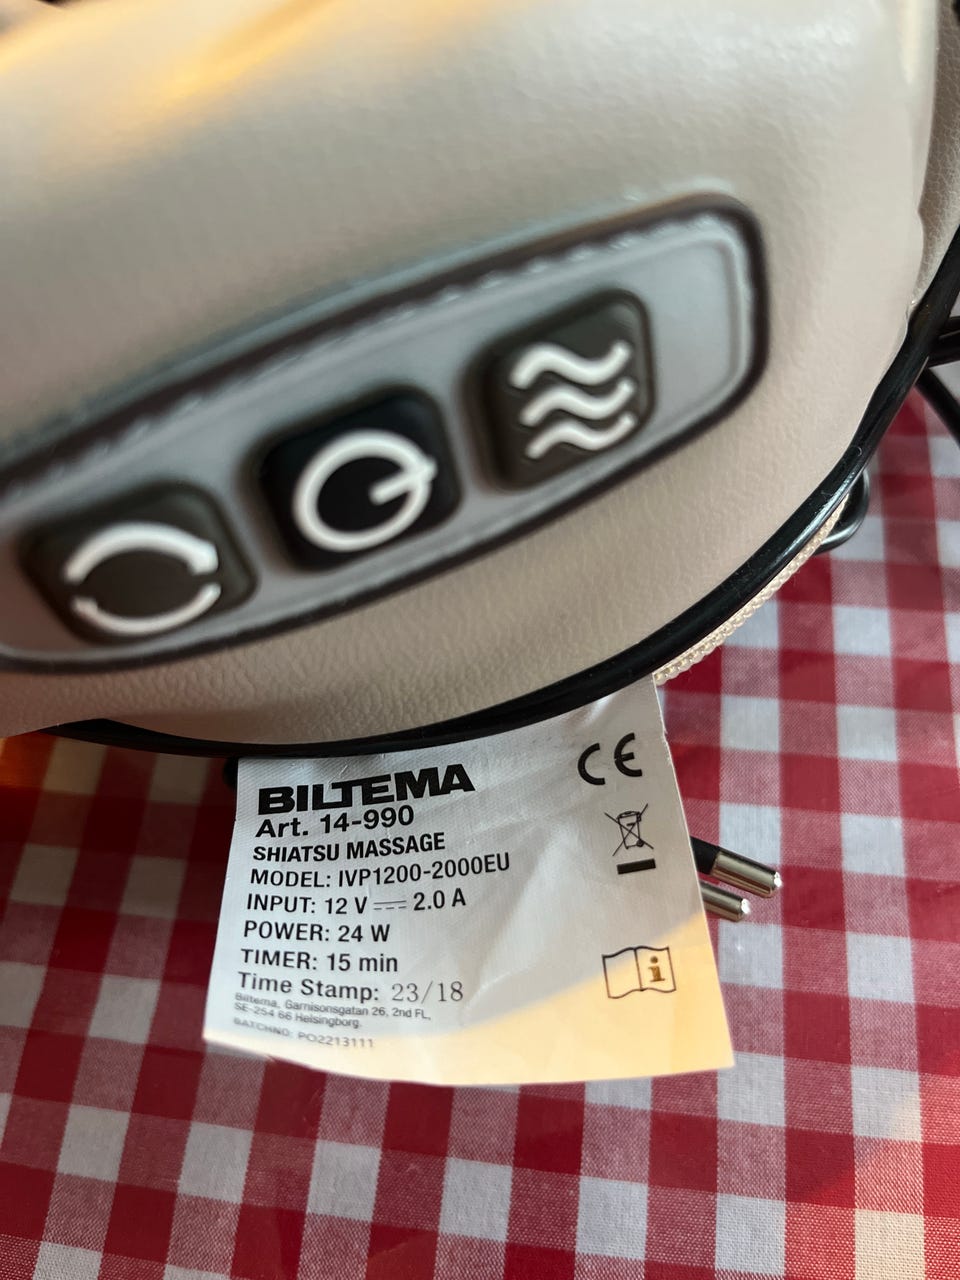 BILTEMA
Art. 14-990
SHIATSU MASSAGE
MODEL: IVP1200-2000EU
INPUT: 12 V ⎓ 2.0 A
POWER: 24 W
TIMER: 15 min
Time Stamp: 23/18
Biltema, Garnisonsgatan 26, 2nd FL,
SE-254 66 Helsingborg.
BATCHNO: PO2213111
CE
i